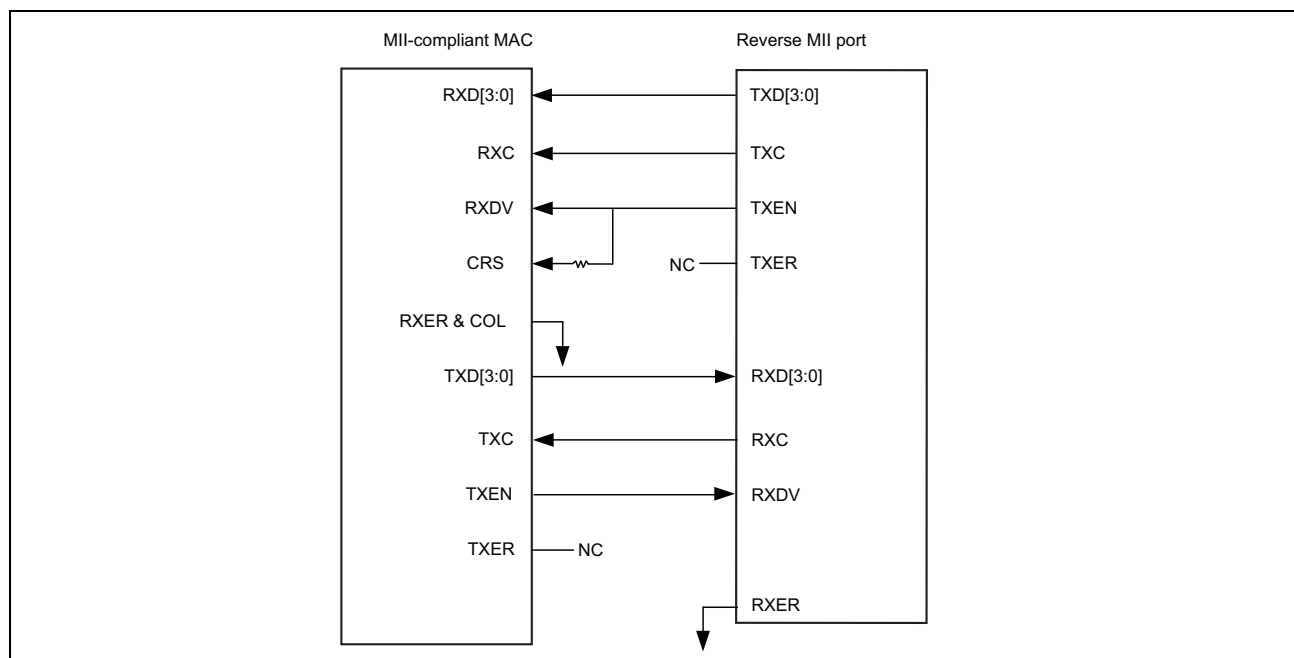 MII-compliant MAC
Reverse MII port
RXD[3:0]
TXD[3:0]
RXC
TXC
RXDV
TXEN
CRS
NC
TXER
RXER & COL
TXD[3:0]
RXD[3:0]
TXC
RXC
TXEN
RXDV
TXER
NC
RXER